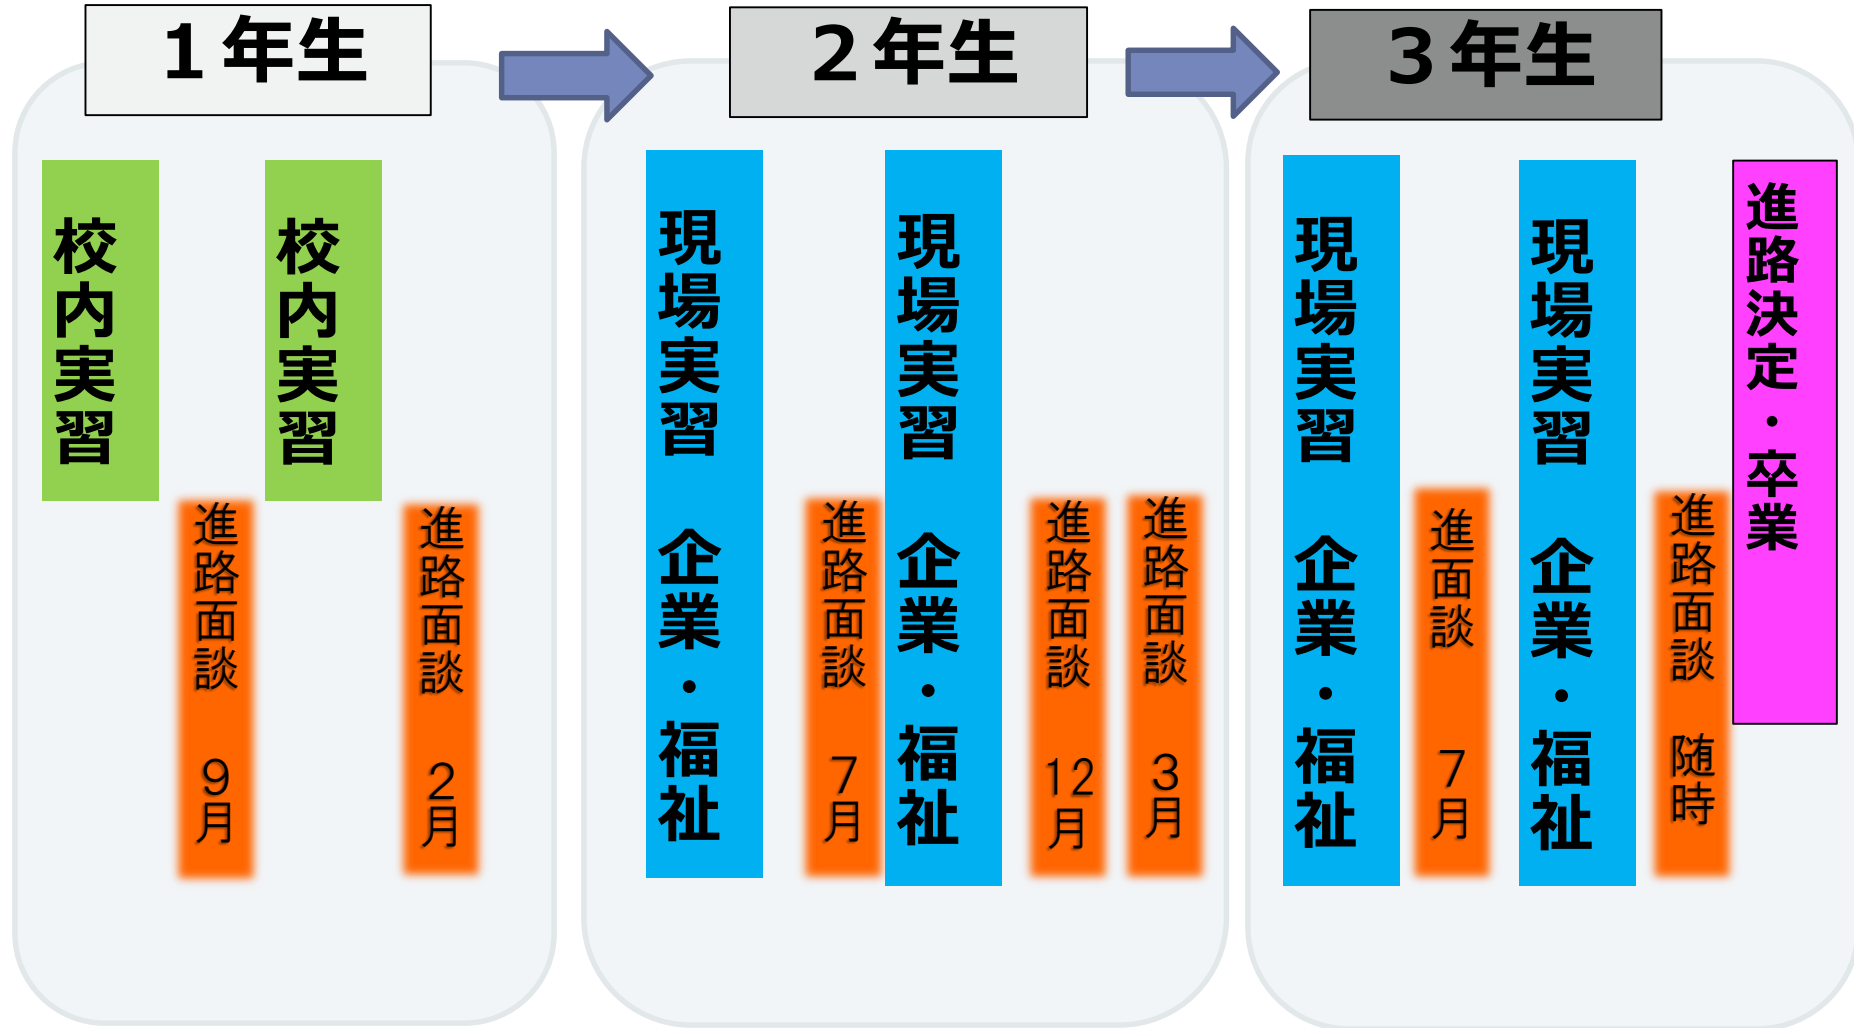 １年生
校内実習
進路面談　９月
校内実習
進路面談　２月
２年生
現場実習　企業・福祉
進路面談　７月
現場実習　企業・福祉
進路面談　12月
進路面談　３月
３年生
現場実習　企業・福祉
進面談　７月
現場実習　企業・福祉
進路面談　随時
進路決定・卒業